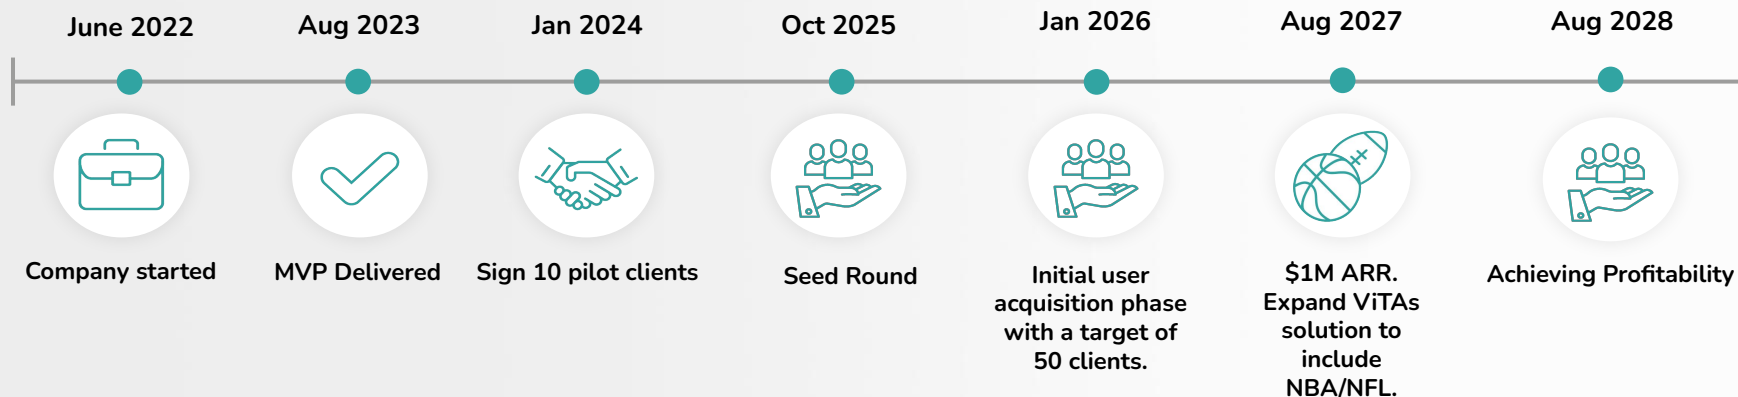 June 2022
Aug 2023
Jan 2024
Oct 2025
Jan 2026
Aug 2027
Aug 2028
Company started
MVP Delivered
Sign 10 pilot clients
Seed Round
Initial user
acquisition phase
with a target of
50 clients.
$1M ARR.
Expand ViTAs
solution to
include
NBA/NFL.
Achieving Profitability